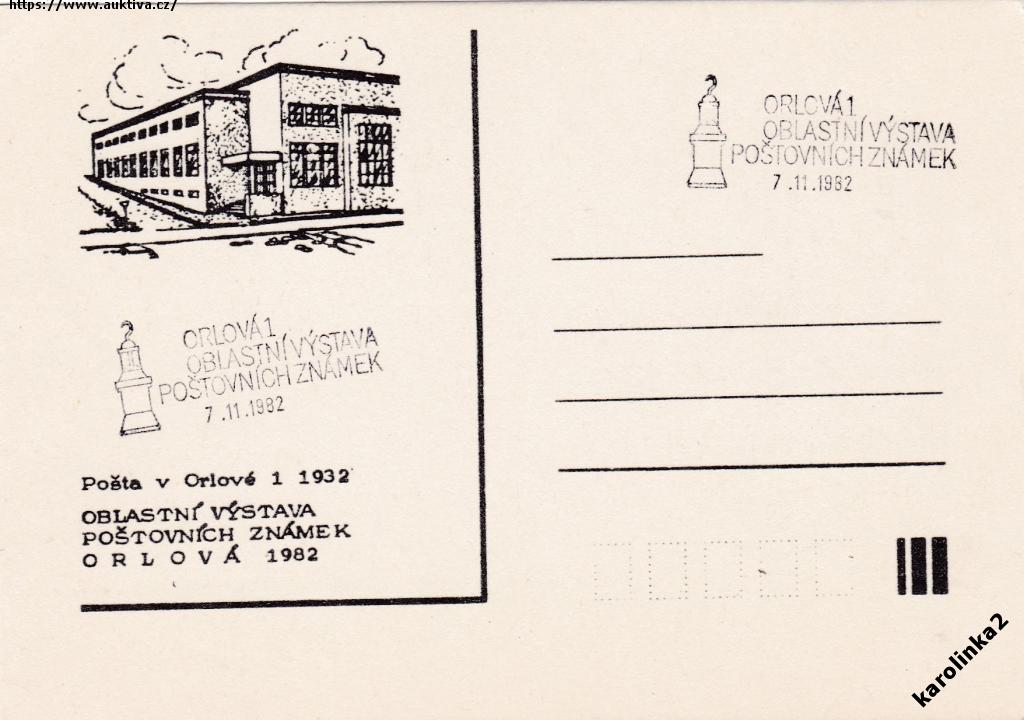 https://www.auktiva.cz/
ORLOVÁ 1
OBLASTNÍ VÝSTAVA
POŠTOVNÍCH ZNÁMEK
7.11.1982
ORLOVÁ 1
OBLASTNÍ VÝSTAVA
POŠTOVNÍCH ZNÁMEK
7.11.1982
Pošta v Orlové 1 1932
OBLASTNÍ VÝSTAVA
POŠTOVNÍCH ZNÁMEK
ORLOVÁ 1982
karolinka2